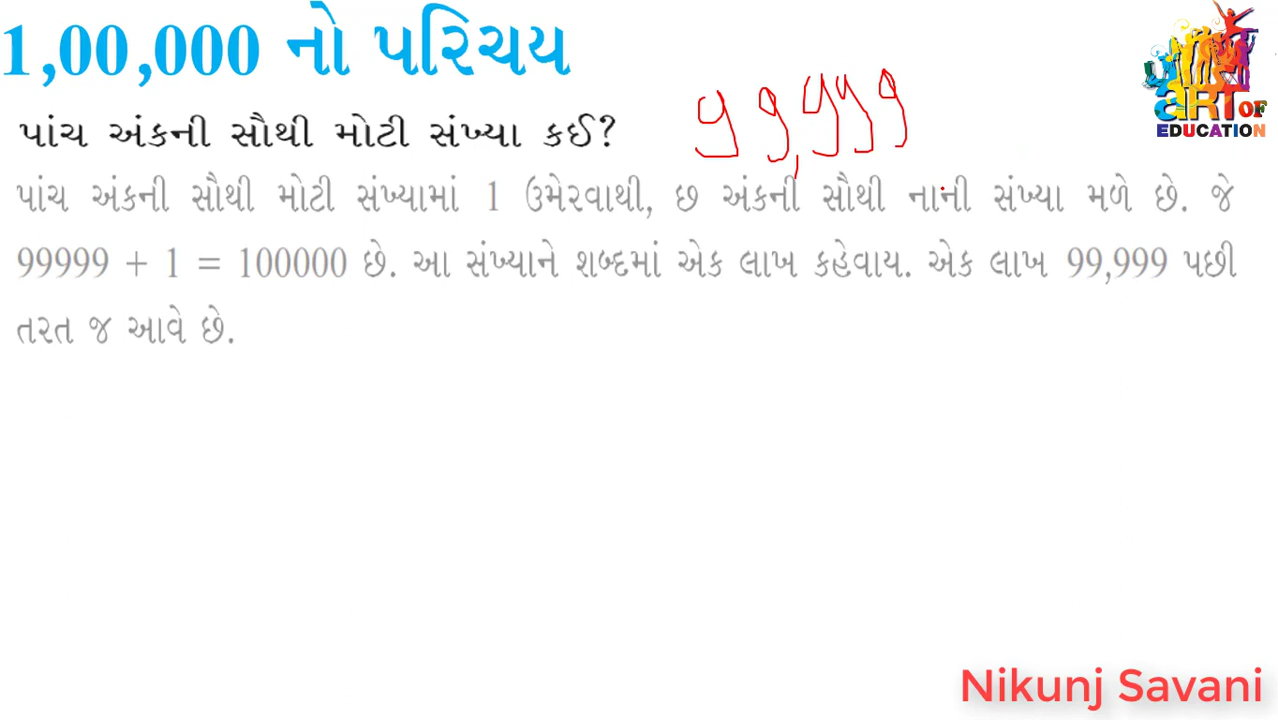 1,00,000 નો પરિચય
પાંચ અંકની સૌથી મોટી સંખ્યા કઈ? 99,999
પાંચ અંકની સૌથી મોટી સંખ્યામાં 1 ઉમેરવાથી, છ અંકની સૌથી નાની સંખ્યા મળે છે. જે
99999 + 1 = 100000 છે. આ સંખ્યાને શબ્દમાં એક લાખ કહેવાય. એક લાખ 99,999 પછી
તરત જ આવે છે.
ART OF
EDUCATION
Nikunj Savani